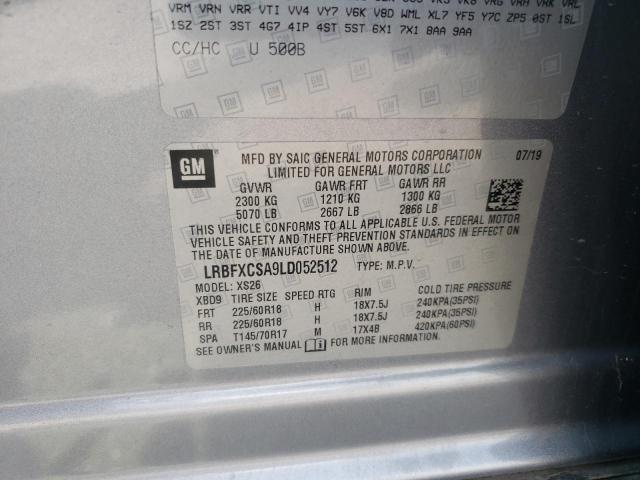 VRM VRN VRR VTI VV4 VY7 V6K V8D WML XL7 YF5 Y7C ZP5 0ST 1SL
1SZ 2ST 3ST 4G7 4IP 4ST 5ST 6X1 7X1 8AA 9AA
CC/HC U 500B
GM
MFD BY SAIC GENERAL MOTORS CORPORATION 07/19
LIMITED FOR GENERAL MOTORS LLC
GVWR GAWR FRT GAWR RR
2300 KG 1210 KG 1300 KG
5070 LB 2667 LB 2866 LB
THIS VEHICLE CONFORMS TO ALL APPLICABLE U.S. FEDERAL MOTOR
VEHICLE SAFETY STANDARDS IN EFFECT ON THE
DATE OF MANUFACTURE SHOWN ABOVE.
LRBFXCSA9LD052512 TYPE: M.P.V.
MODEL: XS26
XBD9 TIRE SIZE SPEED RTG RIM COLD TIRE PRESSURE
FRT 225/60R18 H 18X7.5J 240KPA(35PSI)
RR 225/60R18 H 18X7.5J 240KPA(35PSI)
SPA T145/70R17 M 17X4B 420KPA(60PSI)
SEE OWNER'S MANUAL FOR MORE INFORMATION.